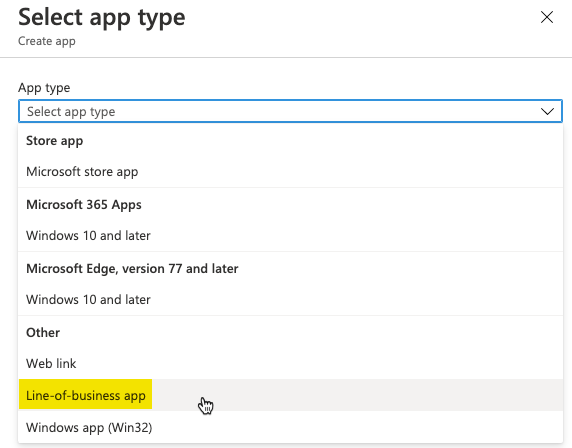 Select app type
Create app
App type
Select app type
Store app
Microsoft store app
Microsoft 365 Apps
Windows 10 and later
Microsoft Edge, version 77 and later
Windows 10 and later
Other
Web link
Line-of-business app
Windows app (Win32)